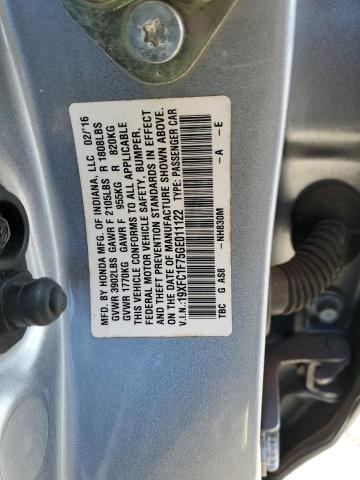 MFD. BY HONDA MFG. OF INDIANA, LLC 02/'16
GVWR 3902LBS GAWR F 2105LBS R 1808LBS
GVWR 1770KG GAWR F 955KG R 820KG
THIS VEHICLE CONFORMS TO ALL APPLICABLE
FEDERAL MOTOR VEHICLE SAFETY, BUMPER,
THEFT PREVENTION STANDARDS IN EFFECT
ON THE DATE OF MANUFACTURE SHOWN ABOVE.
V.I.N.:19XFC1F75GE011122 TYPE: PASSENGER CAR
-NH830M -A -E
TBC G AS8